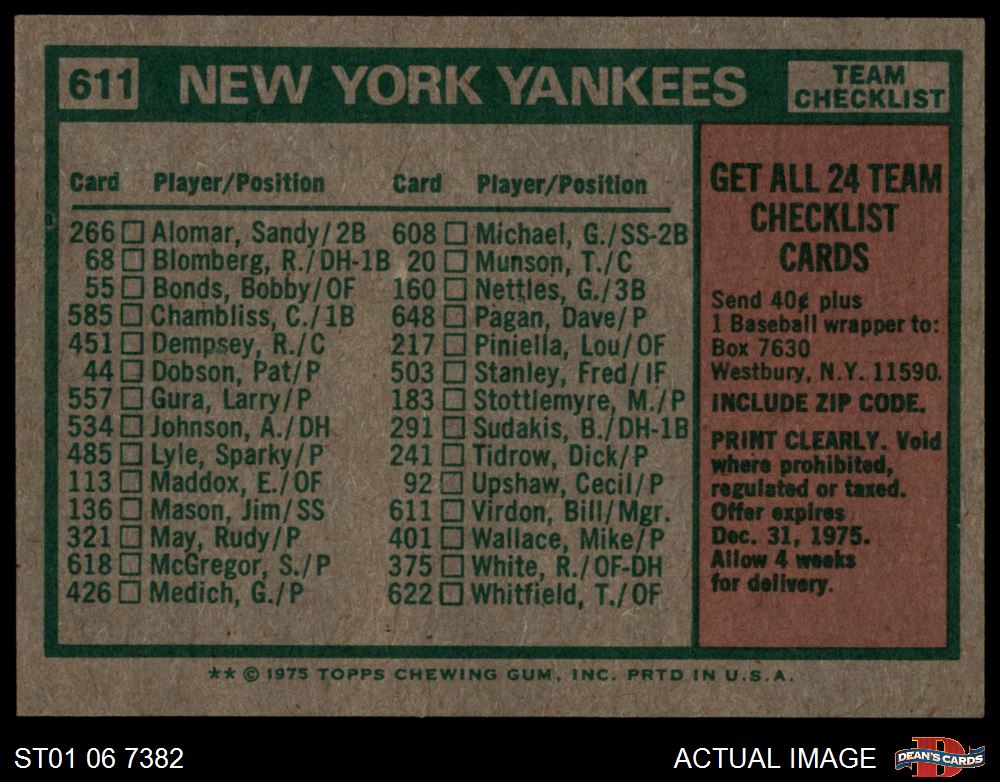 611 NEW YORK YANKEES TEAM CHECKLIST
Card Player/Position Card Player/Position
266 Alomar, Sandy/2B 608 Michael, G./SS-2B
68 Blomberg, R./DH-1B 20 Munson, T./C
55 Bonds, Bobby/OF 160 Nettles, G./3B
585 Chambliss, C./1B 648 Pagan, Dave/P
451 Dempsey, R./C 217 Piniella, Lou/OF
44 Dobson, Pat/P 503 Stanley, Fred/IF
557 Gura, Larry/P 183 Stottlemyre, M./P
534 Johnson, A./DH 291 Sudakis, B./DH-1B
485 Lyle, Sparky/P 241 Tidrow, Dick/P
113 Maddox, E./OF 92 Upshaw, Cecil/P
136 Mason, Jim/SS 611 Virdon, Bill/Mgr.
321 May, Rudy/P 401 Wallace, Mike/P
618 McGregor, S./P 375 White, R./OF-DH
426 Medich, G./P 622 Whitfield, T./OF
GET ALL 24 TEAM
CHECKLIST
CARDS
Send 40¢ plus
1 Baseball wrapper to:
Box 7630
Westbury, N.Y. 11590.
INCLUDE ZIP CODE.
PRINT CLEARLY. Void
where prohibited,
regulated or taxed.
Offer expires
Dec. 31, 1975.
Allow 4 weeks
for delivery.
** © 1975 TOPPS CHEWING GUM, INC. PRTD IN U.S.A.
ST01 06 7382 ACTUAL IMAGE DEAN'S CARDS